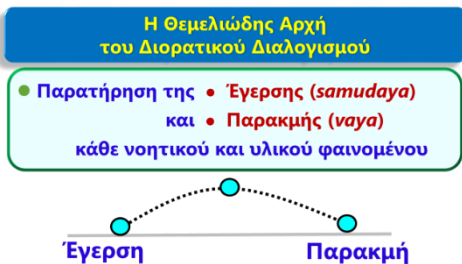 Η Θεμελιώδης Αρχή
του Διορατικού Διαλογισμού
● Παρατήρηση της ● Έγερσης (samudaya)
και ● Παρακμής (vaya)
κάθε νοητικού και υλικού φαινομένου
Έγερση Παρακμή